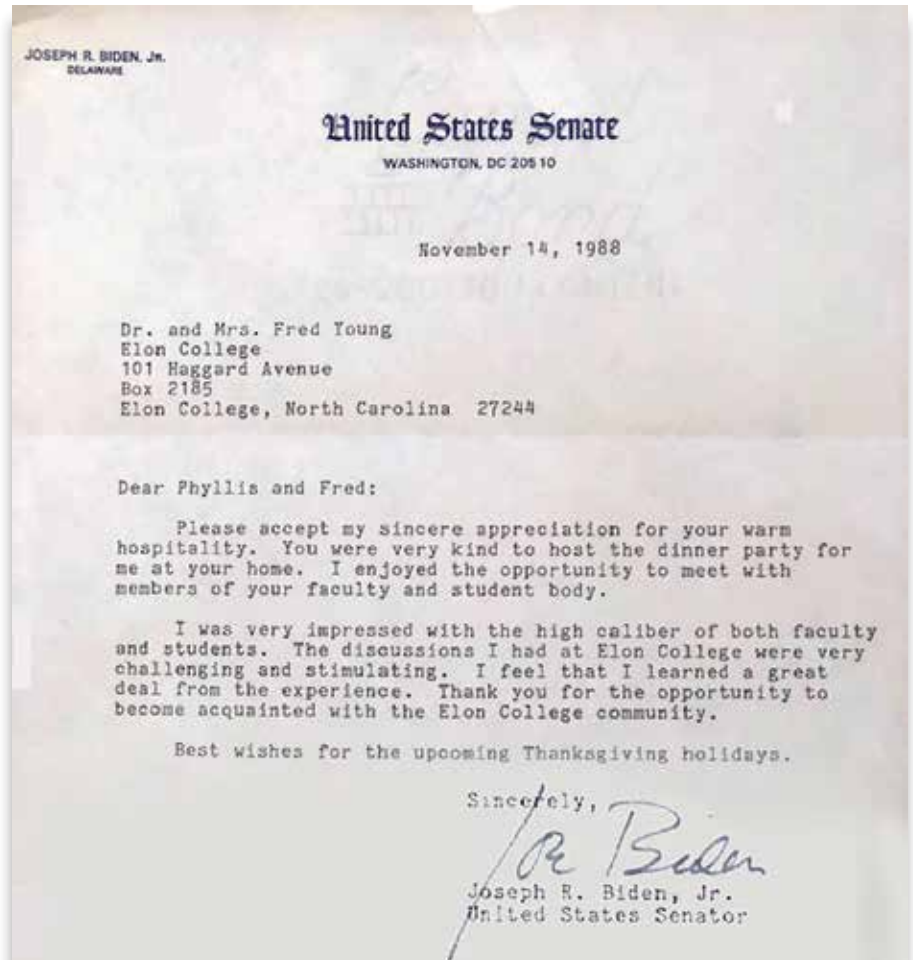 JOSEPH R. BIDEN, JR.
DELAWARE
United States Senate
WASHINGTON, DC 20510
November 14, 1988
Dr. and Mrs. Fred Young
Elon College
101 Haggard Avenue
Box 2185
Elon College, North Carolina 27244
Dear Phyllis and Fred:
Please accept my sincere appreciation for your warm
hospitality. You were very kind to host the dinner party for
me at your home. I enjoyed the opportunity to meet with
members of your faculty and student body.
I was very impressed with the high caliber of both faculty
and students. The discussions I had at Elon College were very
challenging and stimulating. I feel that I learned a great
deal from the experience. Thank you for the opportunity to
become acquainted with the Elon College community.
Best wishes for the upcoming Thanksgiving holidays.
Sincerely,
Joe Biden
Joseph R. Biden, Jr.
United States Senator